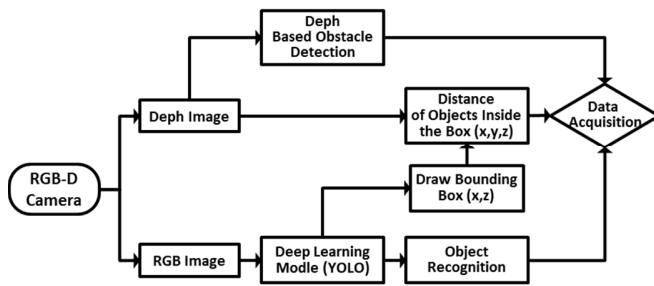 Deph
Based Obstacle
Detection
Deph Image
Distance
of Objects Inside
the Box (x,y,z)
Data
Acquisition
RGB-D
Camera
Draw Bounding
Box (x,z)
RGB Image
Deep Learning
Modle (YOLO)
Object
Recognition